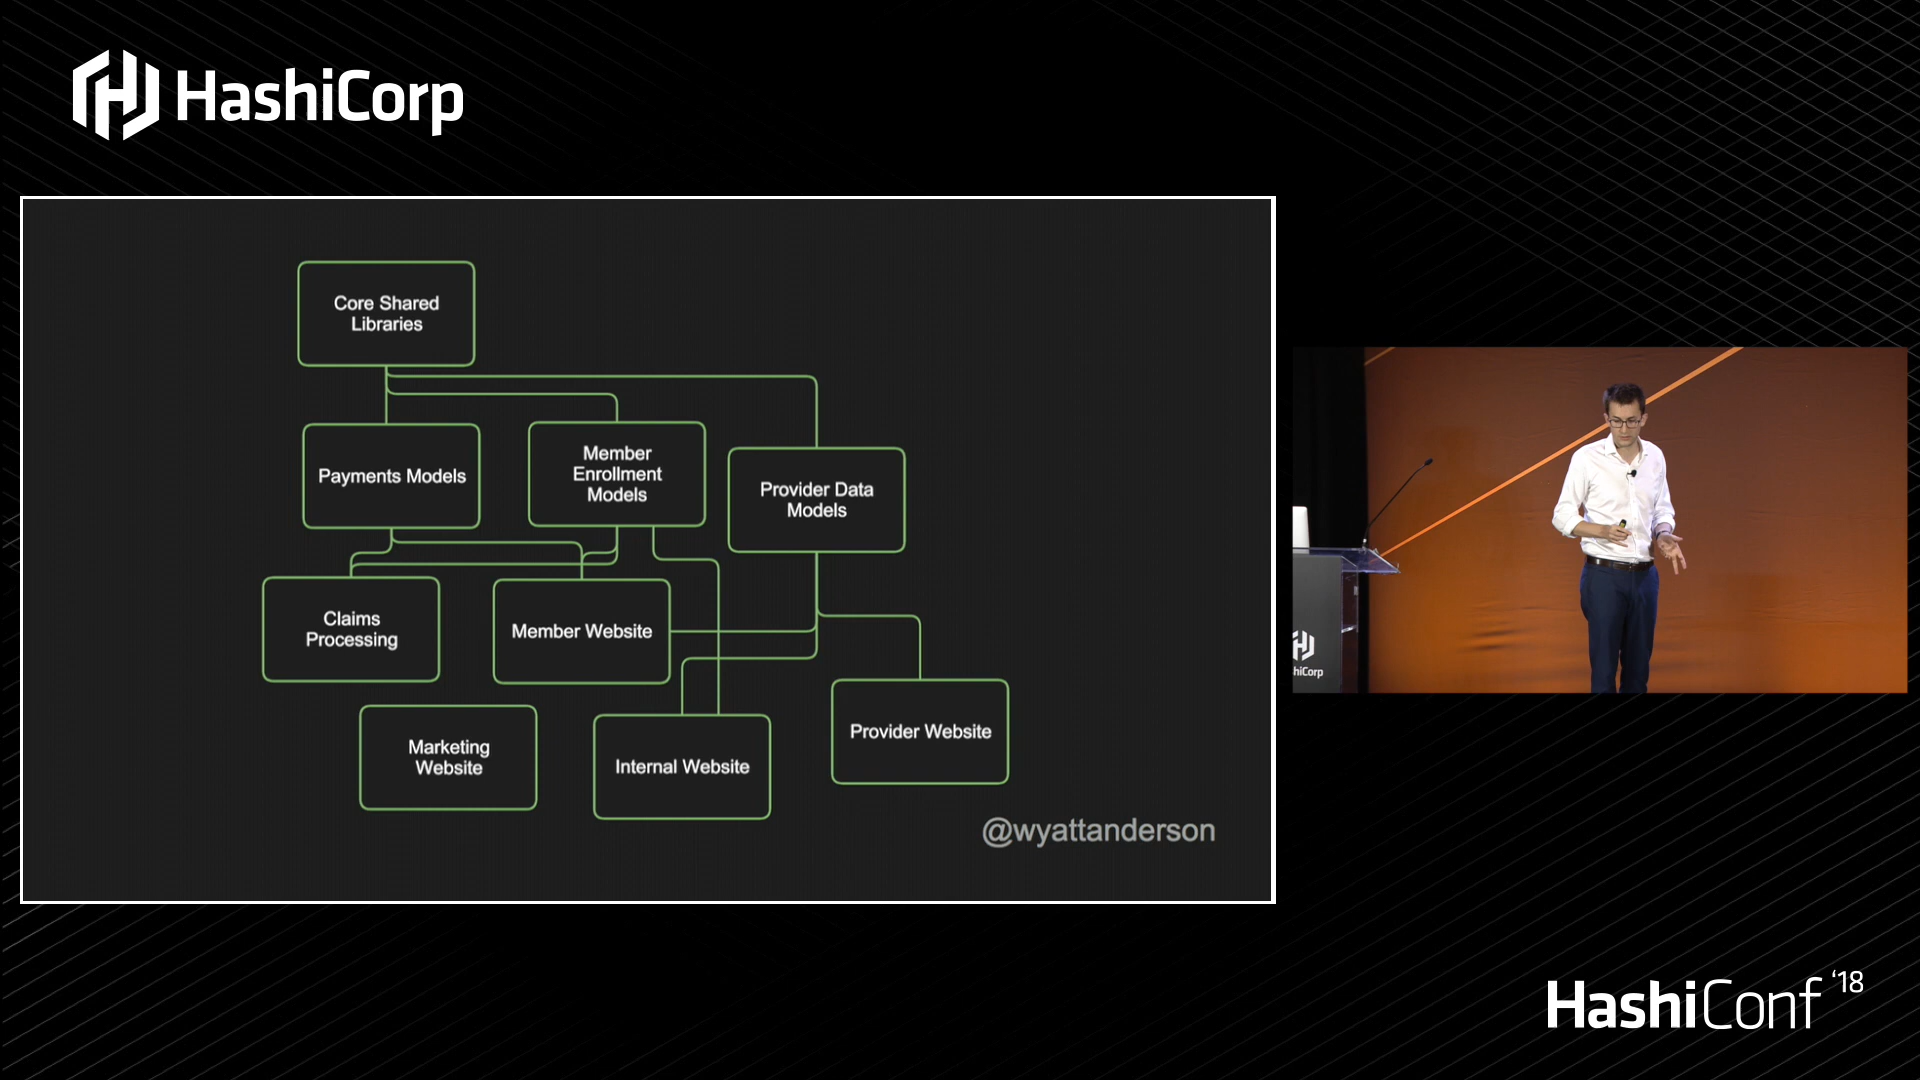 HashiCorp
Core Shared
Libraries
Payments Models
Member
Enrollment
Models
Provider Data
Models
Claims
Processing
Member Website
Marketing
Website
Internal Website
Provider Website
@wyattanderson
hiCorp
HashiConf '18